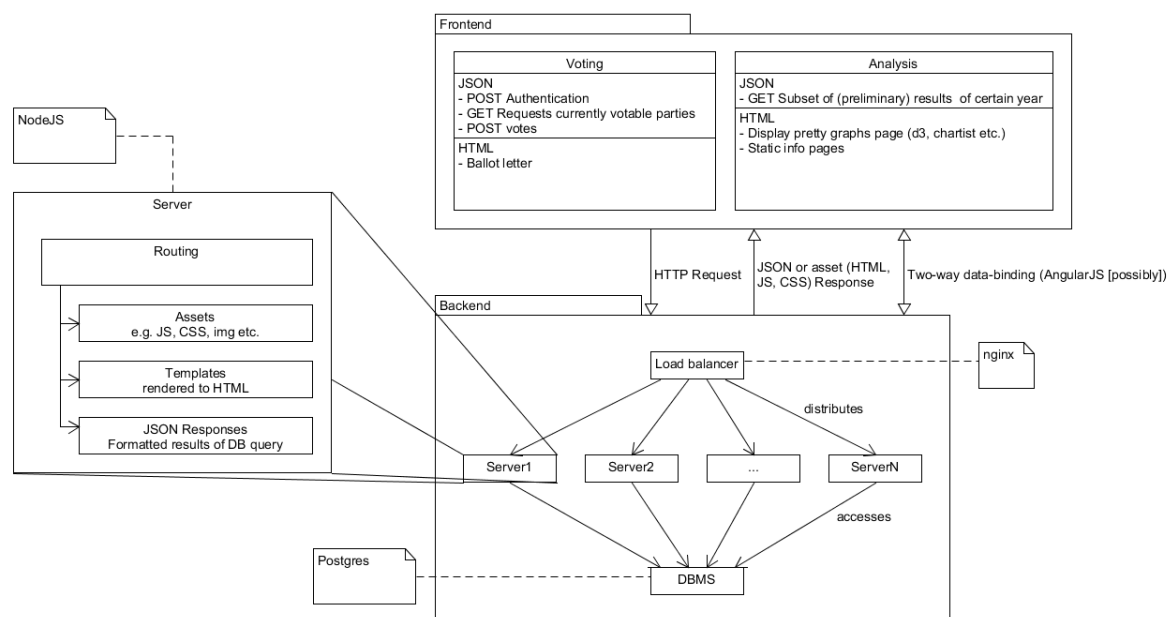 Frontend
Voting
JSON
- POST Authentication
- GET Requests currently votable parties
- POST votes
HTML
- Ballot letter
Analysis
JSON
- GET Subset of (preliminary) results of certain year
HTML
- Display pretty graphs page (d3, chartist etc.)
- Static info pages
NodeJS
Server
Routing
Assets
e.g. JS, CSS, img etc.
Templates
rendered to HTML
JSON Responses
Formatted results of DB query
HTTP Request
JSON or asset (HTML,
JS, CSS) Response
Two-way data-binding (AngularJS [possibly])
Backend
Load balancer
nginx
distributes
Server1
Server2
...
ServerN
accesses
Postgres
DBMS